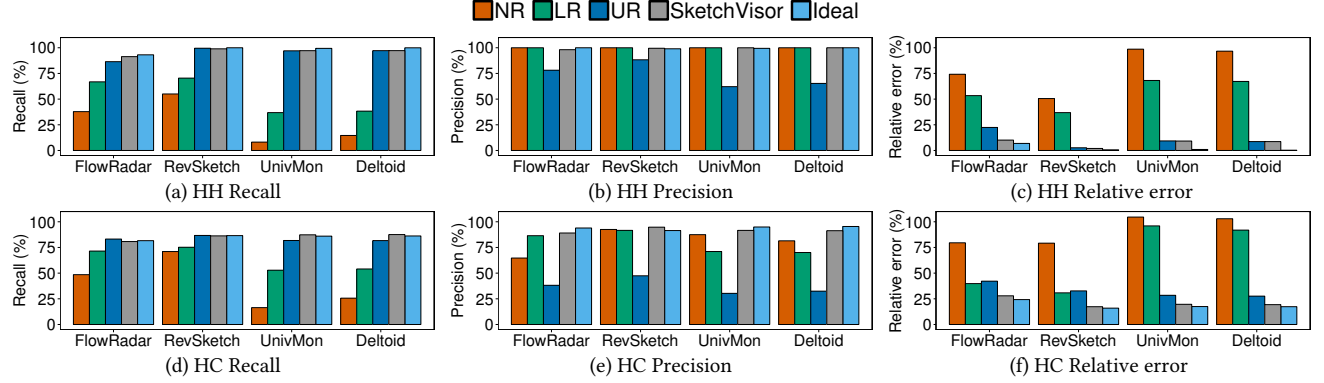 NR LR UR SketchVisor Ideal
Recall (%)
100
75
50
25
0
FlowRadar RevSketch UnivMon Deltoid
(a) HH Recall
Precision (%)
100
75
50
25
0
FlowRadar RevSketch UnivMon Deltoid
(b) HH Precision
Relative error (%)
100
75
50
25
0
FlowRadar RevSketch UnivMon Deltoid
(c) HH Relative error
Recall (%)
100
75
50
25
0
FlowRadar RevSketch UnivMon Deltoid
(d) HC Recall
Precision (%)
100
75
50
25
0
FlowRadar RevSketch UnivMon Deltoid
(e) HC Precision
Relative error (%)
100
75
50
25
0
FlowRadar RevSketch UnivMon Deltoid
(f) HC Relative error